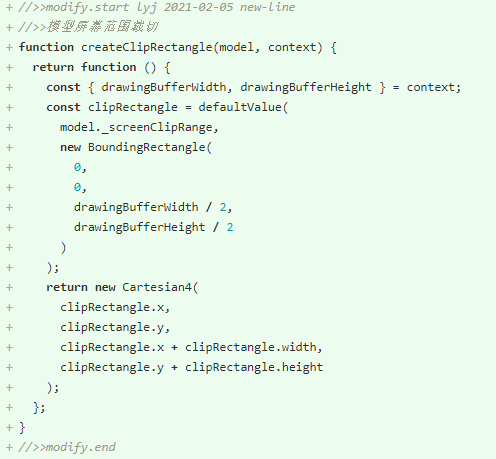 + //>>modify.start lyj 2021-02-05 new-line
+ //>>模型屏幕范围裁切
+ function createClipRectangle(model, context) {
+   return function () {
+     const { drawingBufferWidth, drawingBufferHeight } = context;
+     const clipRectangle = defaultValue(
+       model._screenClipRange,
+       new BoundingRectangle(
+         0,
+         0,
+         drawingBufferWidth / 2,
+         drawingBufferHeight / 2
+       )
+     );
+     return new Cartesian4(
+       clipRectangle.x,
+       clipRectangle.y,
+       clipRectangle.x + clipRectangle.width,
+       clipRectangle.y + clipRectangle.height
+     );
+   };
+ }
+ //>>modify.end